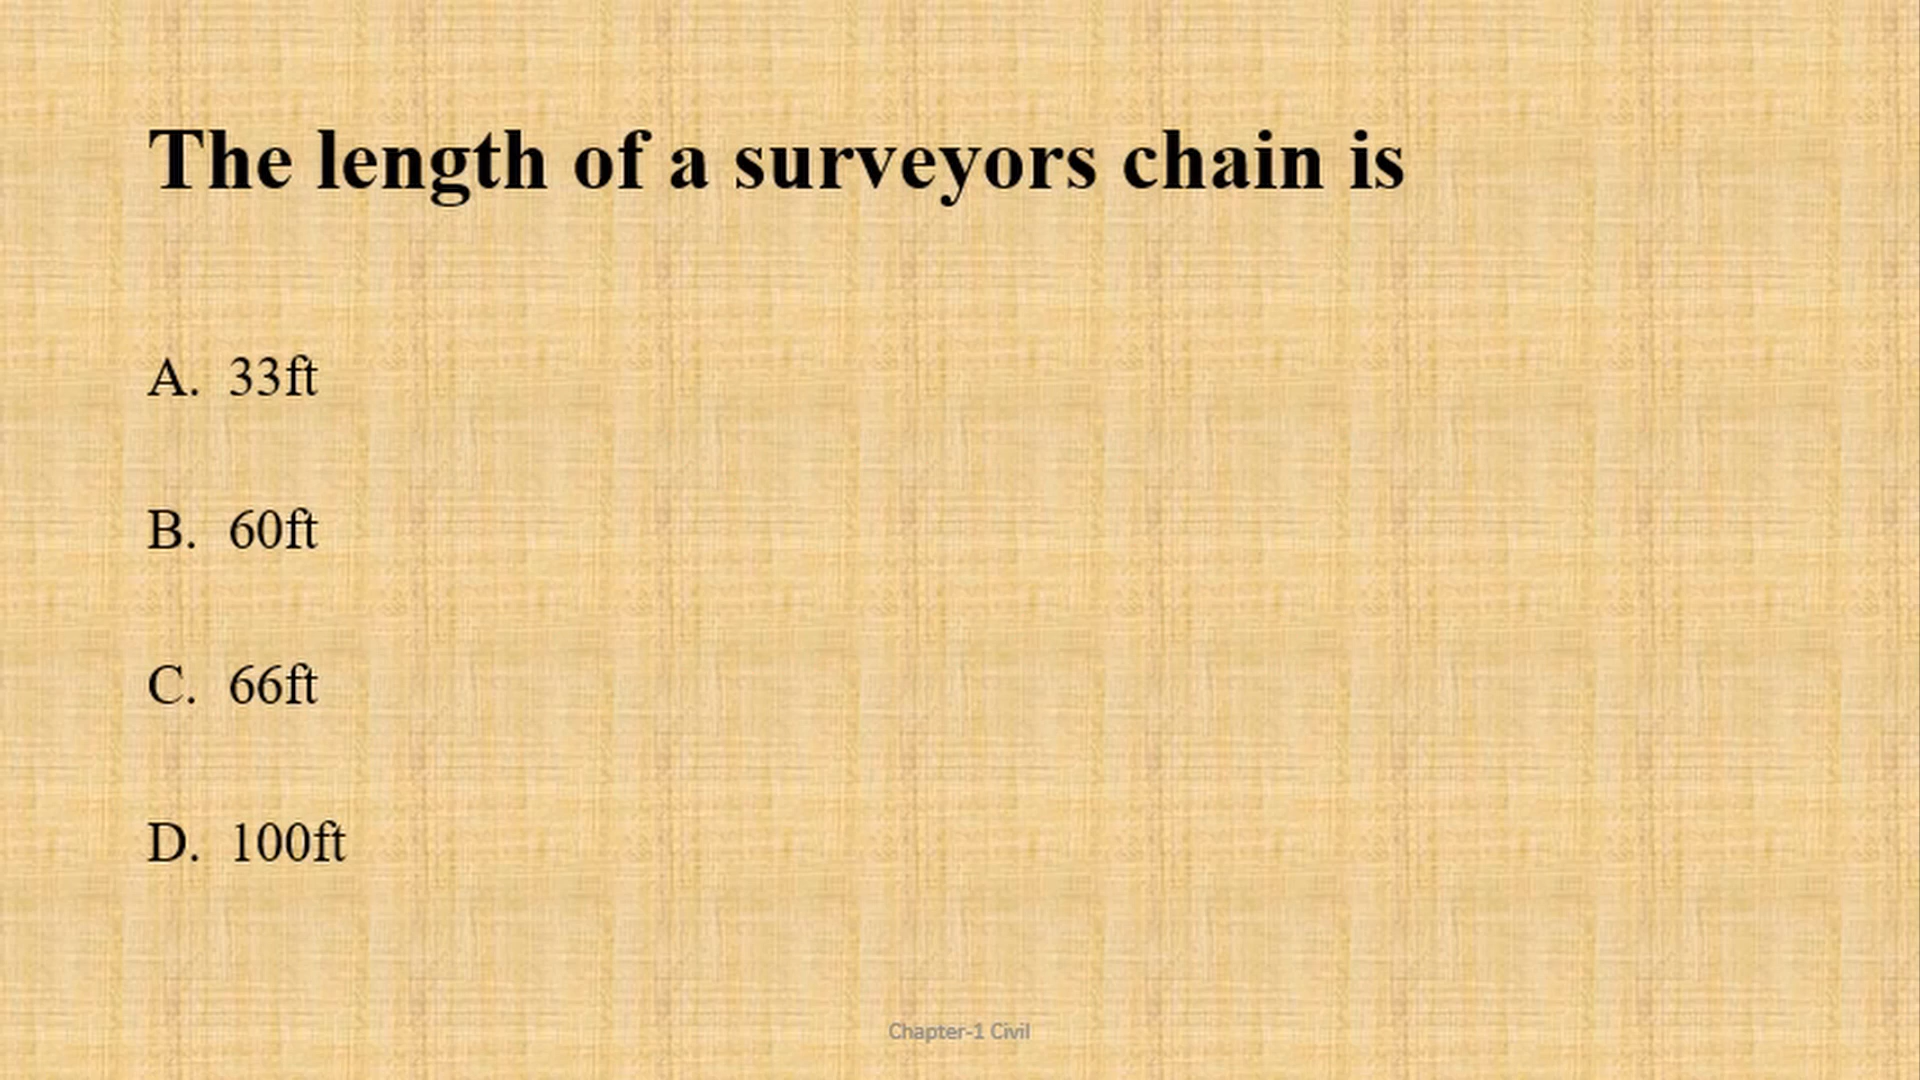 The length of a surveyors chain is
A. 33ft
B. 60ft
C. 66ft
D. 100ft
Chapter-1 Civil